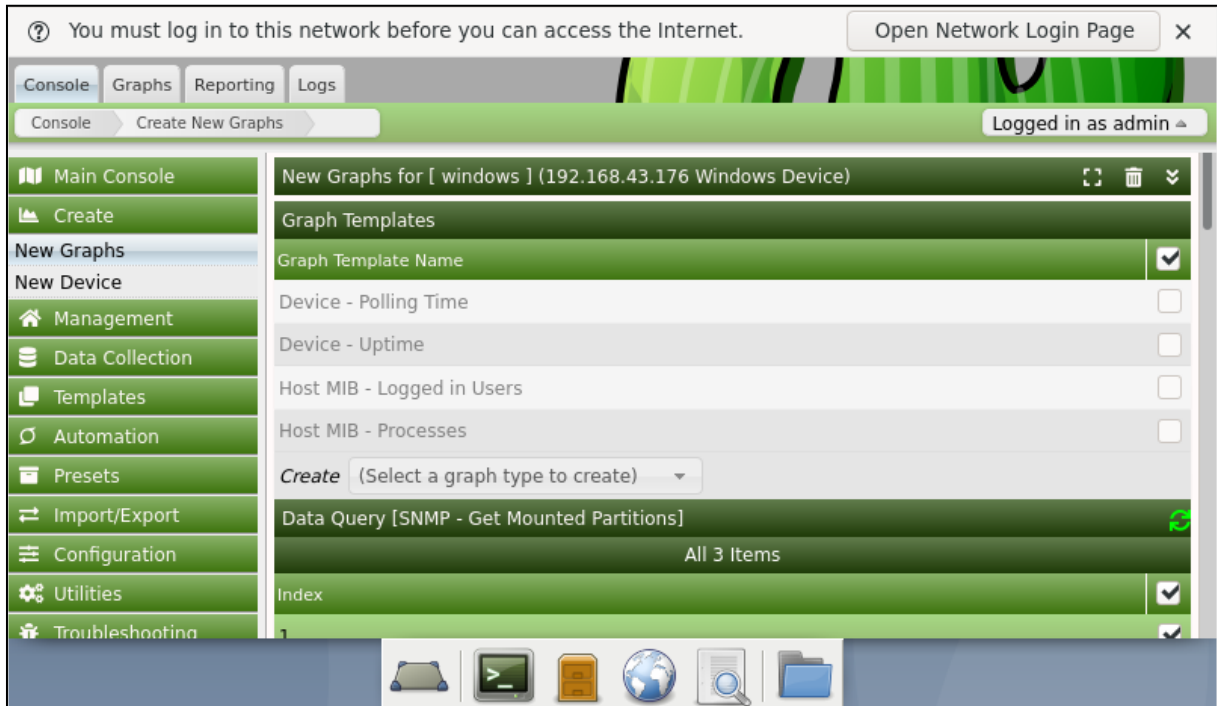 You must log in to this network before you can access the Internet. Open Network Login Page
Console Graphs Reporting Logs
Console Create New Graphs Logged in as admin
Main Console
Create
New Graphs
New Device
Management
Data Collection
Templates
Automation
Presets
Import/Export
Configuration
Utilities
Troubleshooting
New Graphs for [ windows ] (192.168.43.176 Windows Device)
Graph Templates
Graph Template Name
Device - Polling Time
Device - Uptime
Host MIB - Logged in Users
Host MIB - Processes
Create (Select a graph type to create)
Data Query [SNMP - Get Mounted Partitions]
All 3 Items
Index
1